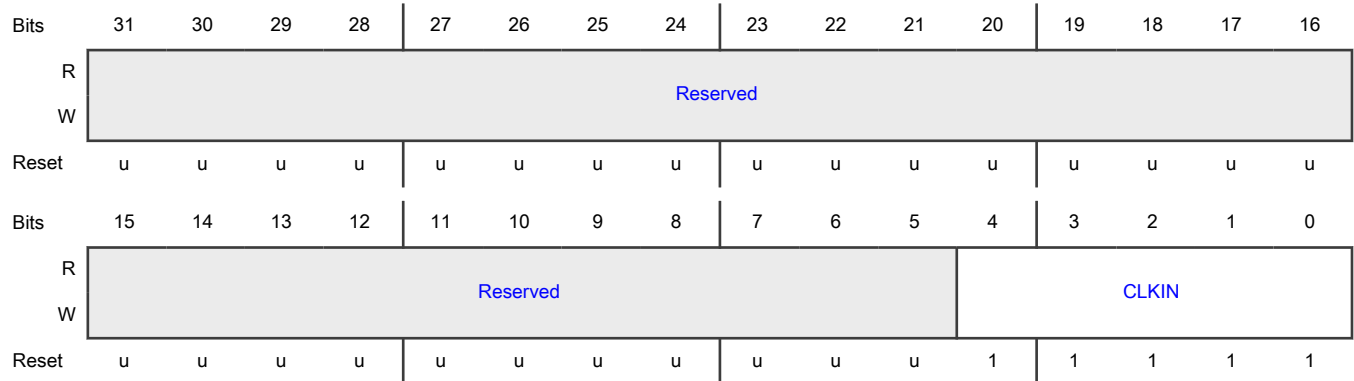 Bits 31 30 29 28 27 26 25 24 23 22 21 20 19 18 17 16
R
Reserved
W
Reset u u u u u u u u u u u u u u u u
Bits 15 14 13 12 11 10 9 8 7 6 5 4 3 2 1 0
R
Reserved CLKIN
W
Reset u u u u u u u u u u u 1 1 1 1 1